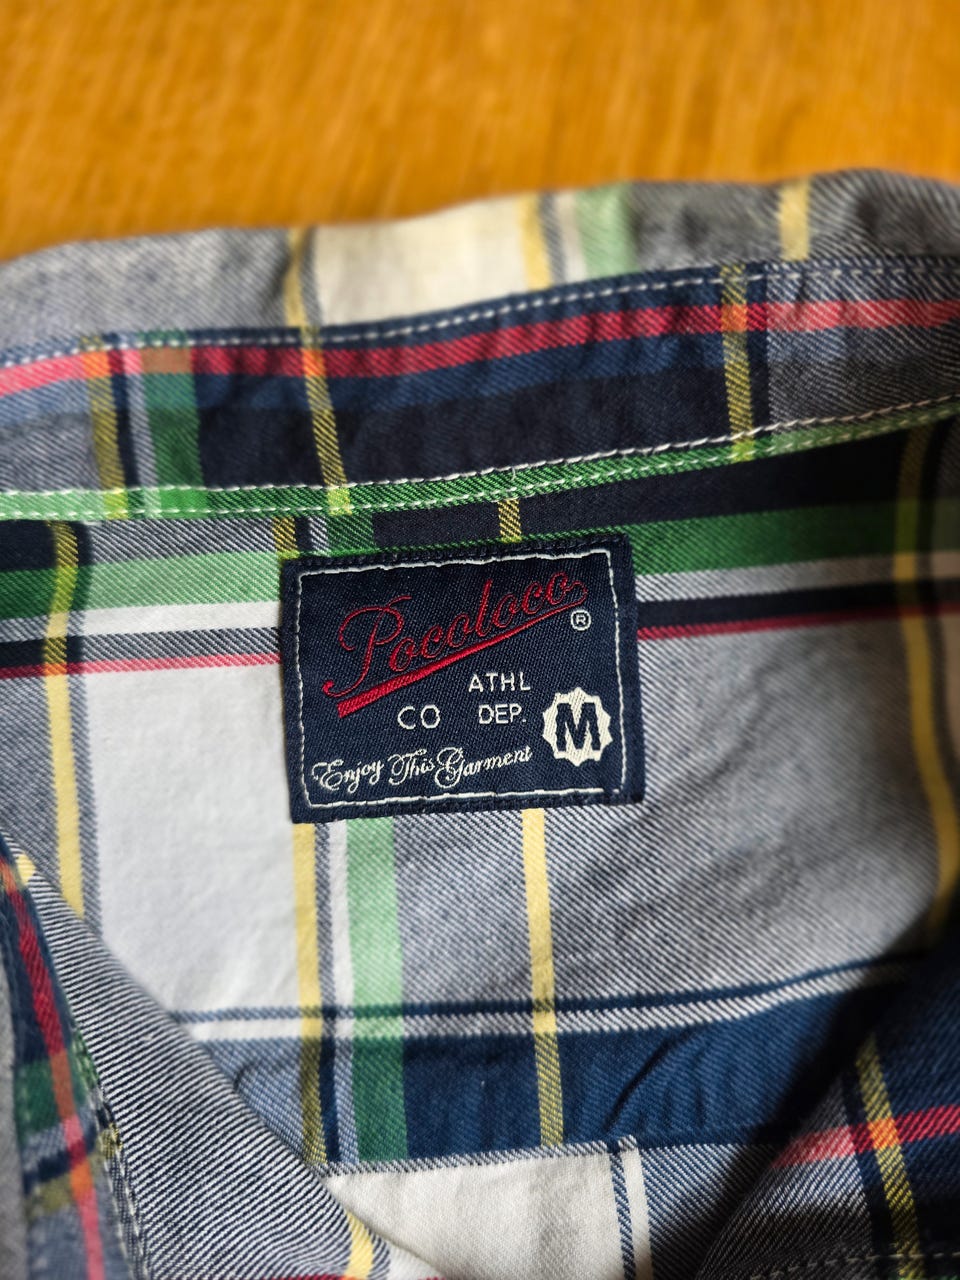 Pocoloco
®
ATHL
CO DEP.
M
Enjoy This Garment